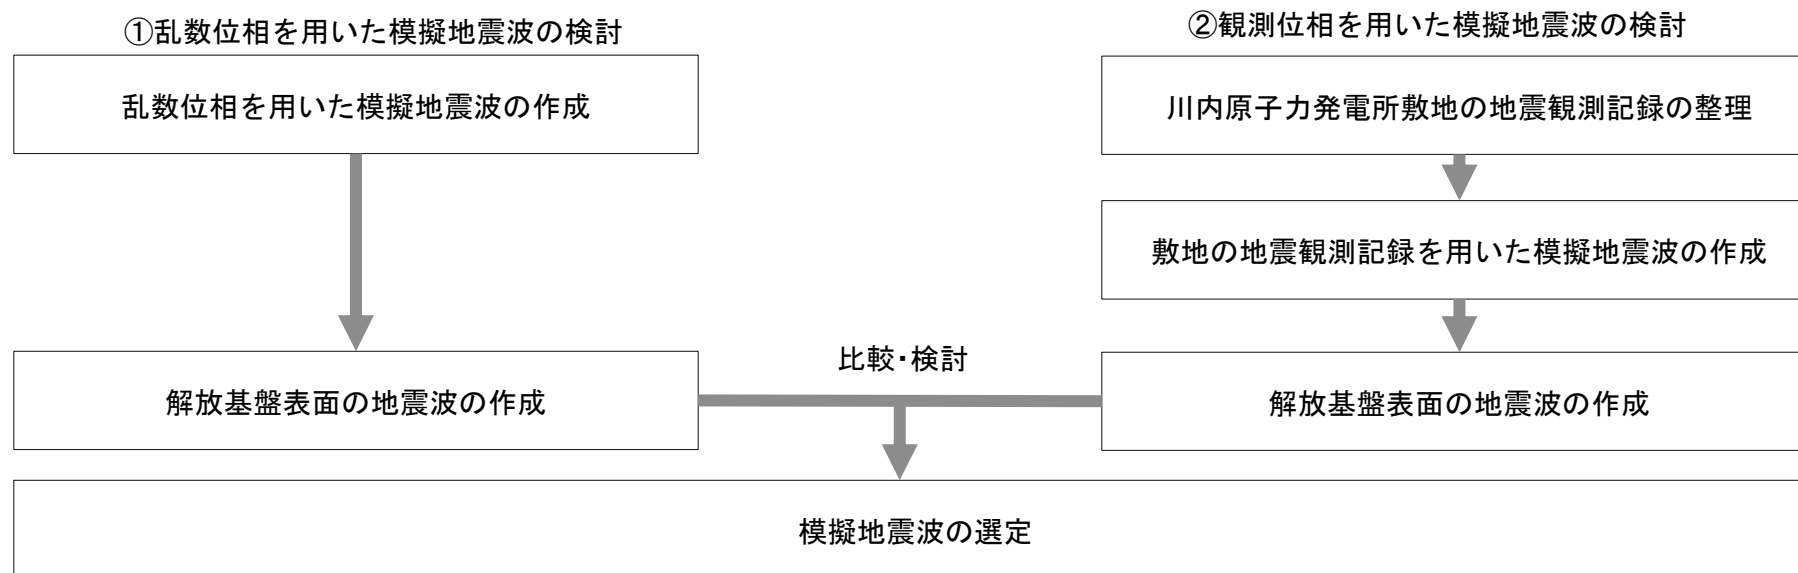 ①乱数位相を用いた模擬地震波の検討
乱数位相を用いた模擬地震波の作成
解放基盤表面の地震波の作成
②観測位相を用いた模擬地震波の検討
川内原子力発電所敷地の地震観測記録の整理
敷地の地震観測記録を用いた模擬地震波の作成
解放基盤表面の地震波の作成
比較・検討
模擬地震波の選定